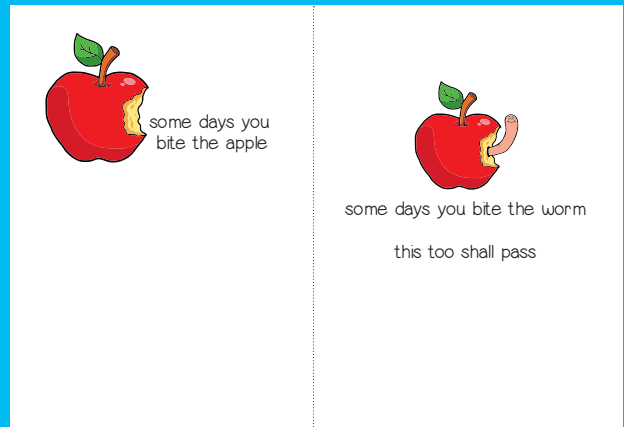 some days you
bite the apple
some days you bite the worm
this too shall pass